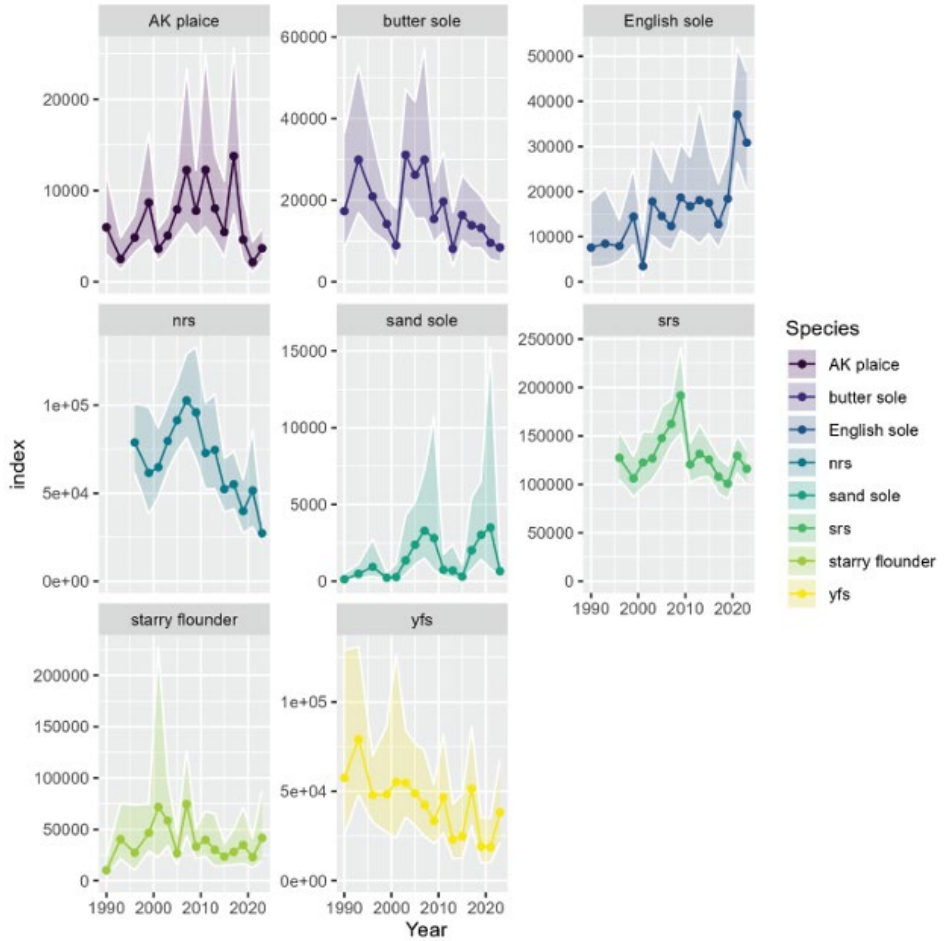 AK plaice
butter sole
English sole
20000
10000
0
60000
40000
20000
0
50000
40000
30000
20000
10000
0
nrs
sand sole
srs
1e+05
5e+04
0e+00
15000
10000
5000
0
250000
200000
150000
100000
50000
0
1990 2000 2010 2020
index
starry flounder
yfs
200000
150000
100000
50000
0
1e+05
5e+04
0e+00
1990 2000 2010 2020
1990 2000 2010 2020
Year
Species
AK plaice
butter sole
English sole
nrs
sand sole
srs
starry flounder
yfs